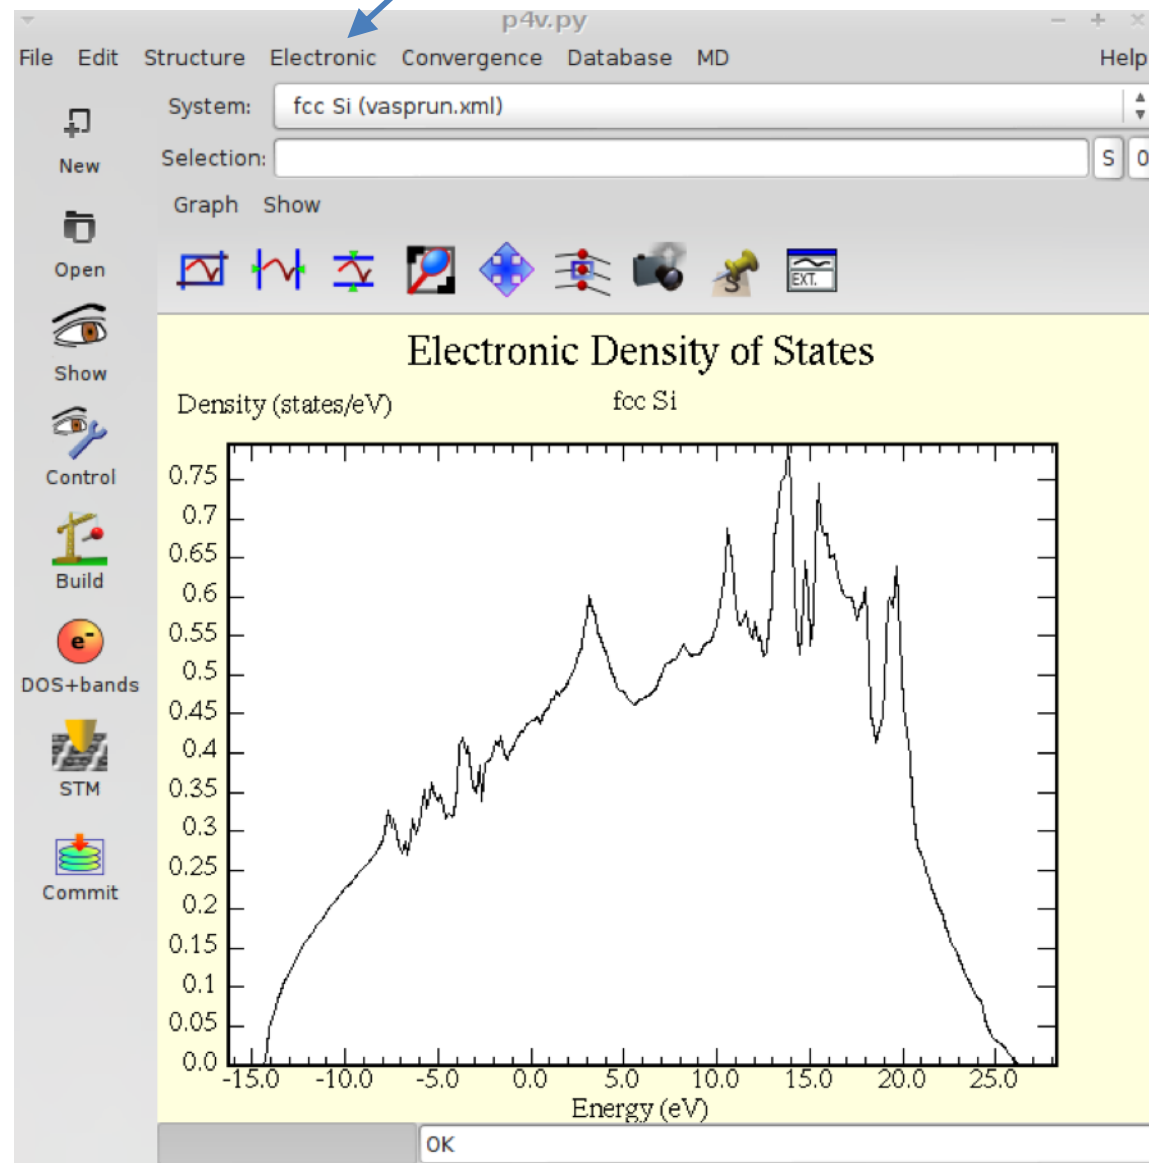 p4v.py
File Edit Structure Electronic Convergence Database MD Help
System: fcc Si (vasprun.xml)
Selection: S 0
Graph Show
EXT.
S
New
Open
Show
Control
Build
e-
DOS+bands
STM
Commit
Electronic Density of States
fcc Si
Density (states/eV)
0.75
0.7
0.65
0.6
0.55
0.5
0.45
0.4
0.35
0.3
0.25
0.2
0.15
0.1
0.05
0.0
-15.0 -10.0 -5.0 0.0 5.0 10.0 15.0 20.0 25.0
Energy (eV)
OK